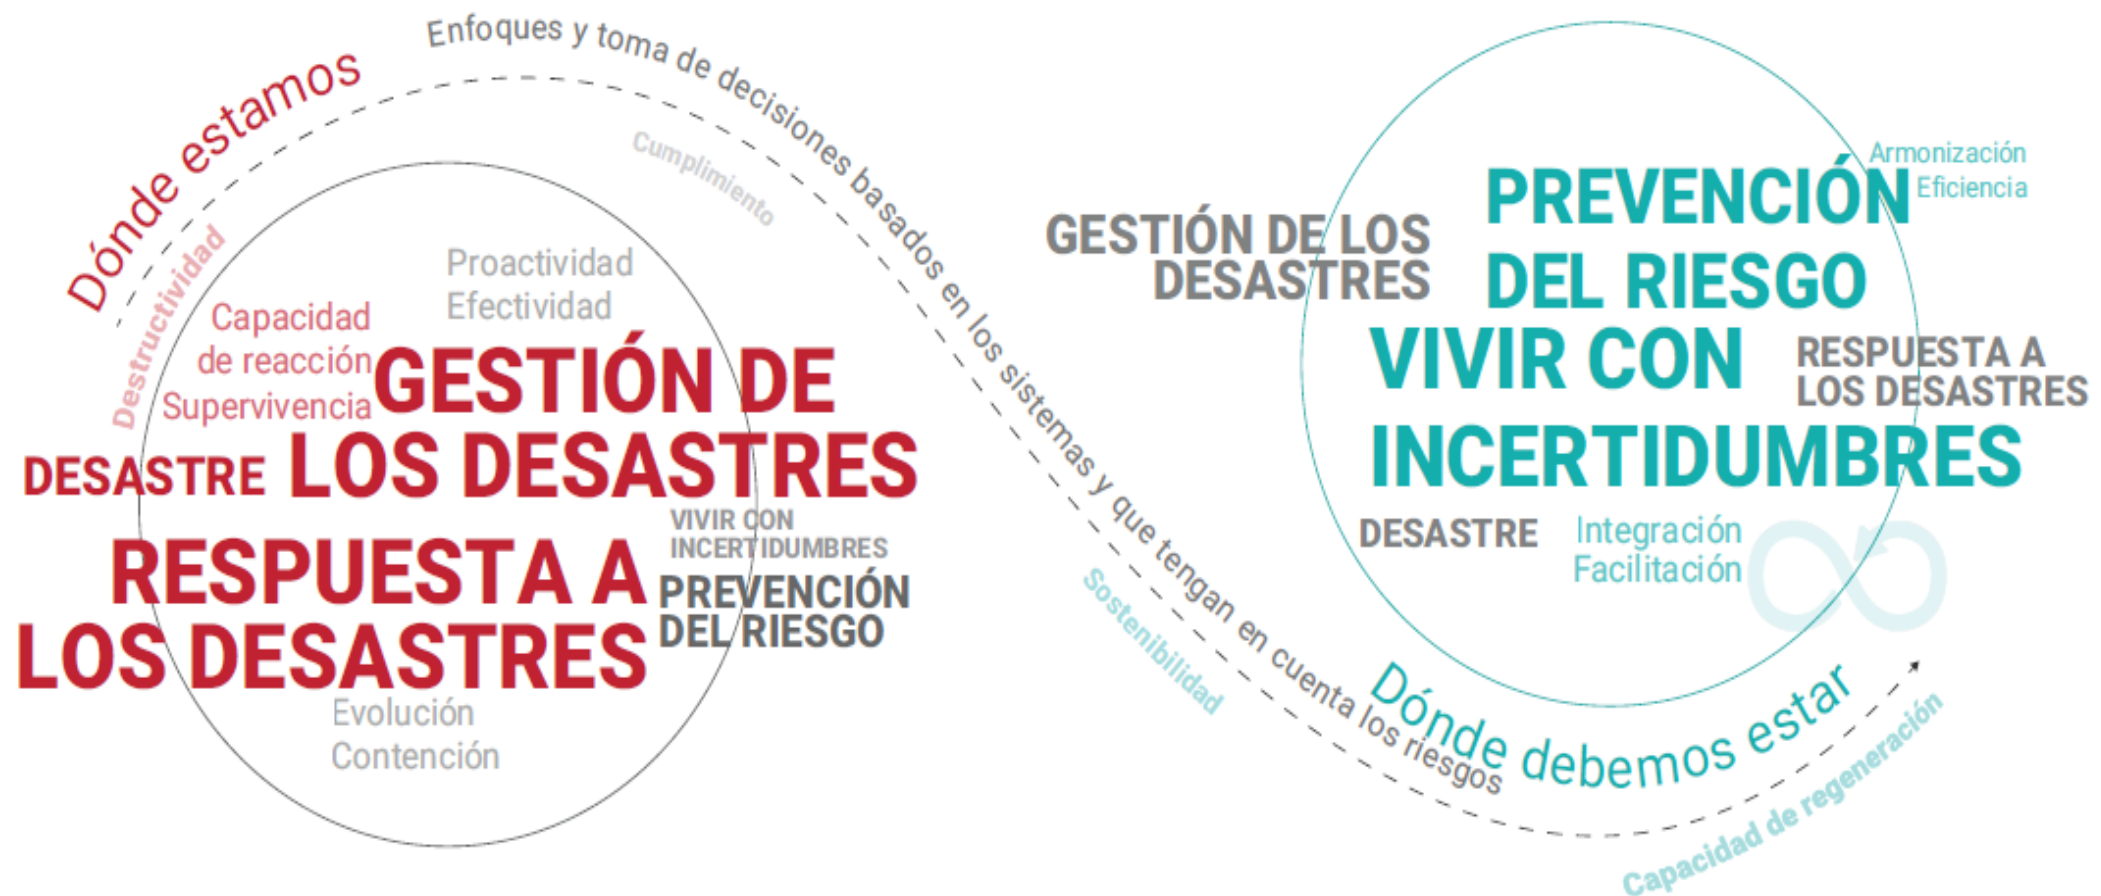 Dónde estamos
Enfoques y toma de decisiones basados en los sistemas y que tengan en cuenta los riesgos
Destructividad
Cumplimiento
Proactividad
Efectividad
Capacidad
de reacción
Supervivencia
GESTIÓN DE
LOS DESASTRES
DESASTRE
RESPUESTA A
LOS DESASTRES
VIVIR CON
INCERTIDUMBRES
PREVENCIÓN
DEL RIESGO
Evolución
Contención
Sostenibilidad
GESTIÓN DE LOS
DESASTRES
PREVENCIÓN
DEL RIESGO
Armonización
Eficiencia
VIVIR CON
INCERTIDUMBRES
RESPUESTA A
LOS DESASTRES
DESASTRE
Integración
Facilitación
Dónde debemos estar
Capacidad de regeneración